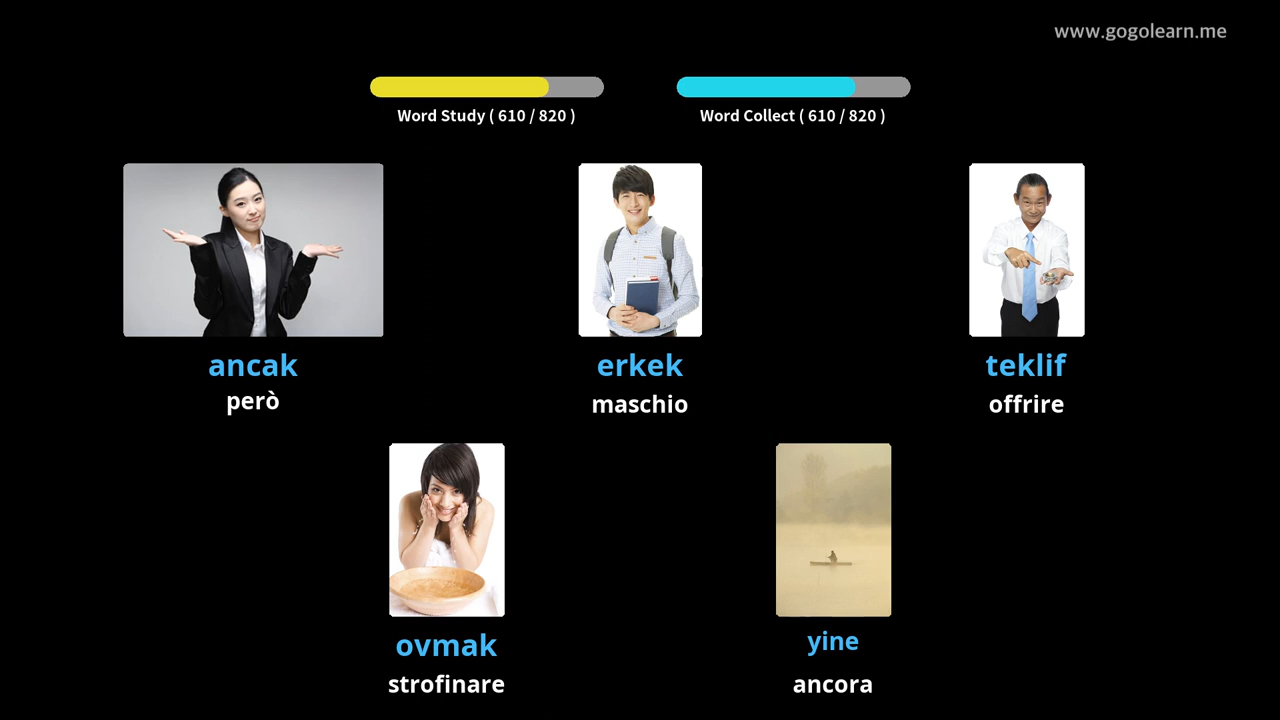 www.gogolearn.me
Word Study ( 610 / 820 )
Word Collect ( 610 / 820 )
ancak
però
erkek
maschio
teklif
offrire
ovmak
strofinare
yine
ancora